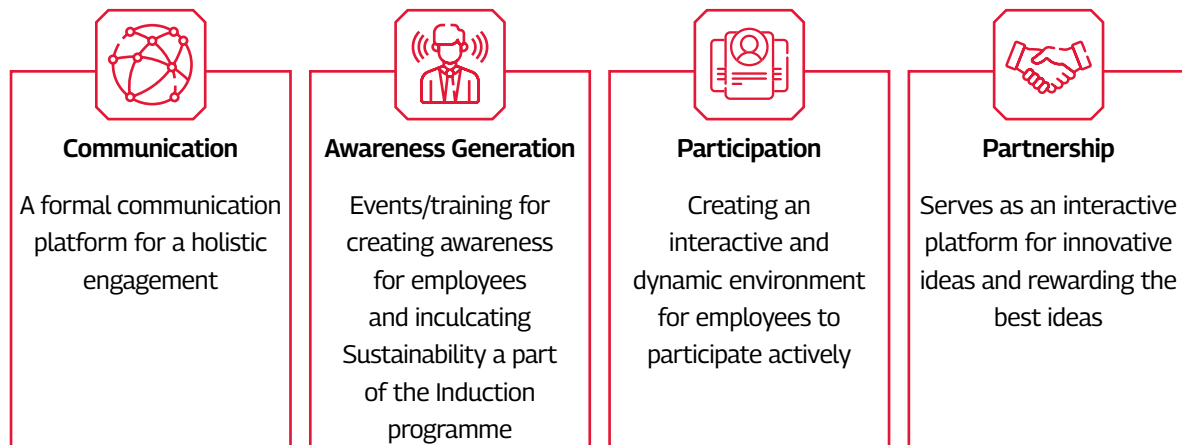 Communication
A formal communication
platform for a holistic
engagement
Awareness Generation
Events/training for
creating awareness
for employees
and inculcating
Sustainability a part
of the Induction
programme
Participation
Creating an
interactive and
dynamic environment
for employees to
participate actively
Partnership
Serves as an interactive
platform for innovative
ideas and rewarding the
best ideas